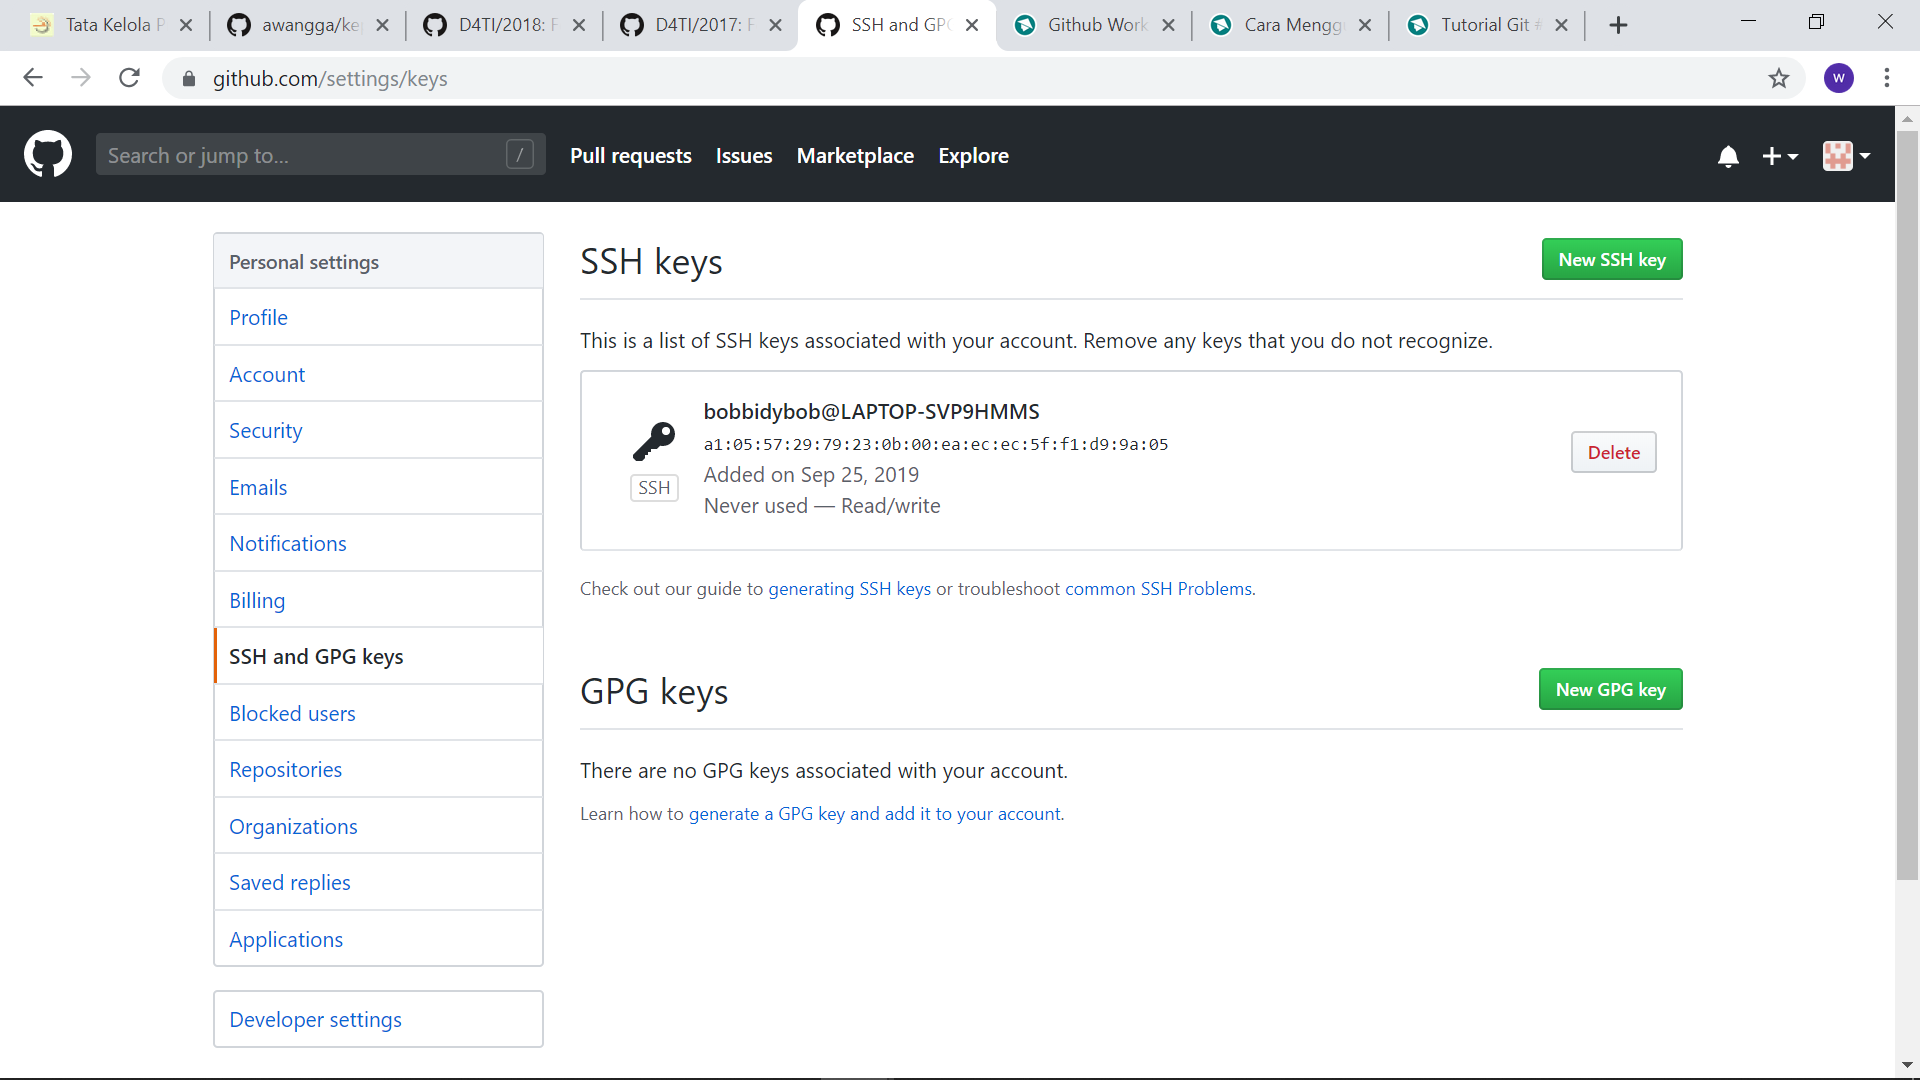 Tata Kelola P
awangga/ke
D4TI/2018: F
D4TI/2017: F
SSH and GPG
Github Work
Cara Mengg
Tutorial Git #
github.com/settings/keys
W
Search or jump to...
/
Pull requests
Issues
Marketplace
Explore
Personal settings
Profile
Account
Security
Emails
Notifications
Billing
SSH and GPG keys
Blocked users
Repositories
Organizations
Saved replies
Applications
Developer settings
SSH keys
New SSH key
This is a list of SSH keys associated with your account. Remove any keys that you do not recognize.
bobbidybob@LAPTOP-SVP9HMMS
a1:05:57:29:79:23:0b:00:ea:ec:ec:5f:f1:d9:9a:05
SSH
Added on Sep 25, 2019
Never used — Read/write
Delete
Check out our guide to generating SSH keys or troubleshoot common SSH Problems.
GPG keys
New GPG key
There are no GPG keys associated with your account.
Learn how to generate a GPG key and add it to your account.